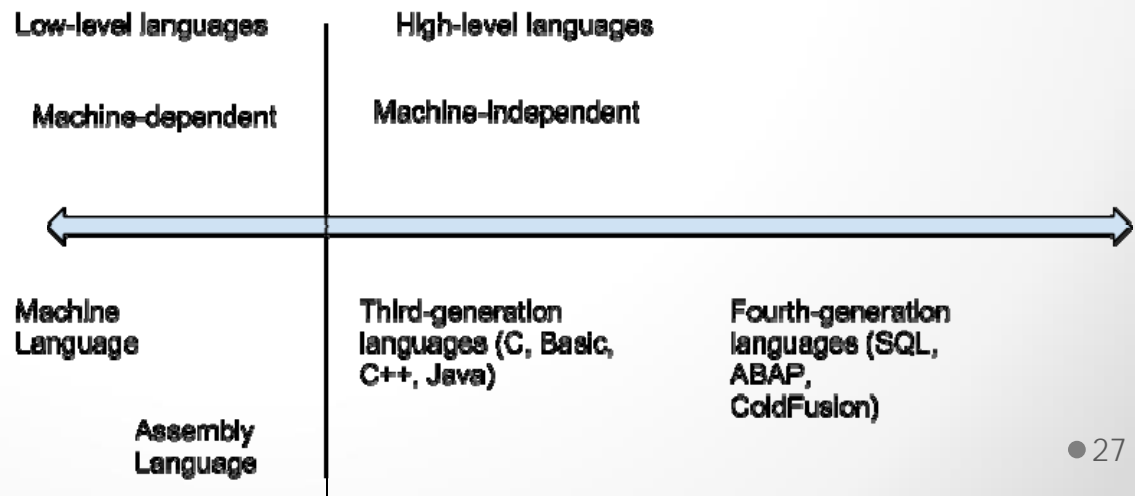 Low-level languages
High-level languages
Machine-dependent
Machine-Independent
Machine
Language
Assembly
Language
Third-generation
languages (C, Basic,
C++, Java)
Fourth-generation
languages (SQL,
ABAP,
ColdFusion)
27